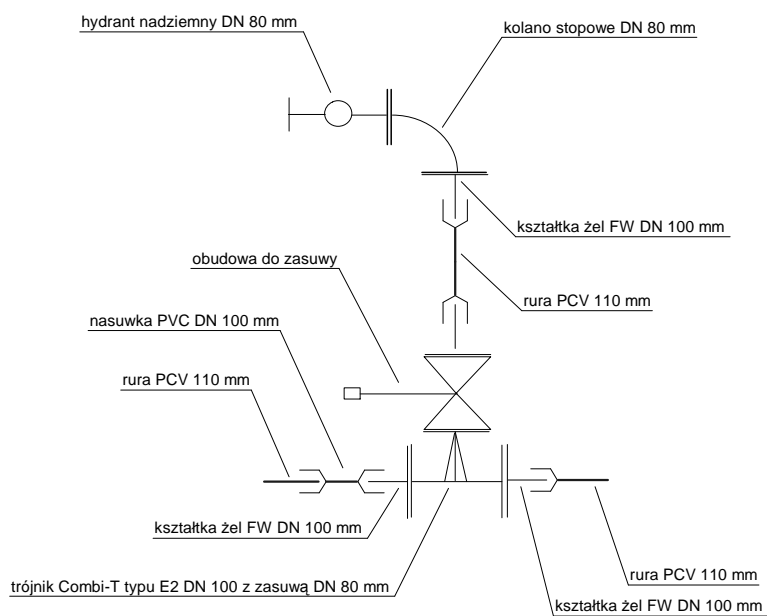 hydrant nadziemny DN 80 mm
kolano stopowe DN 80 mm
kształtka żel FW DN 100 mm
obudowa do zasuwy
rura PCV 110 mm
nasuwka PVC DN 100 mm
rura PCV 110 mm
kształtka żel FW DN 100 mm
rura PCV 110 mm
trójnik Combi-T typu E2 DN 100 z zasuwą DN 80 mm
kształtka żel FW DN 100 mm